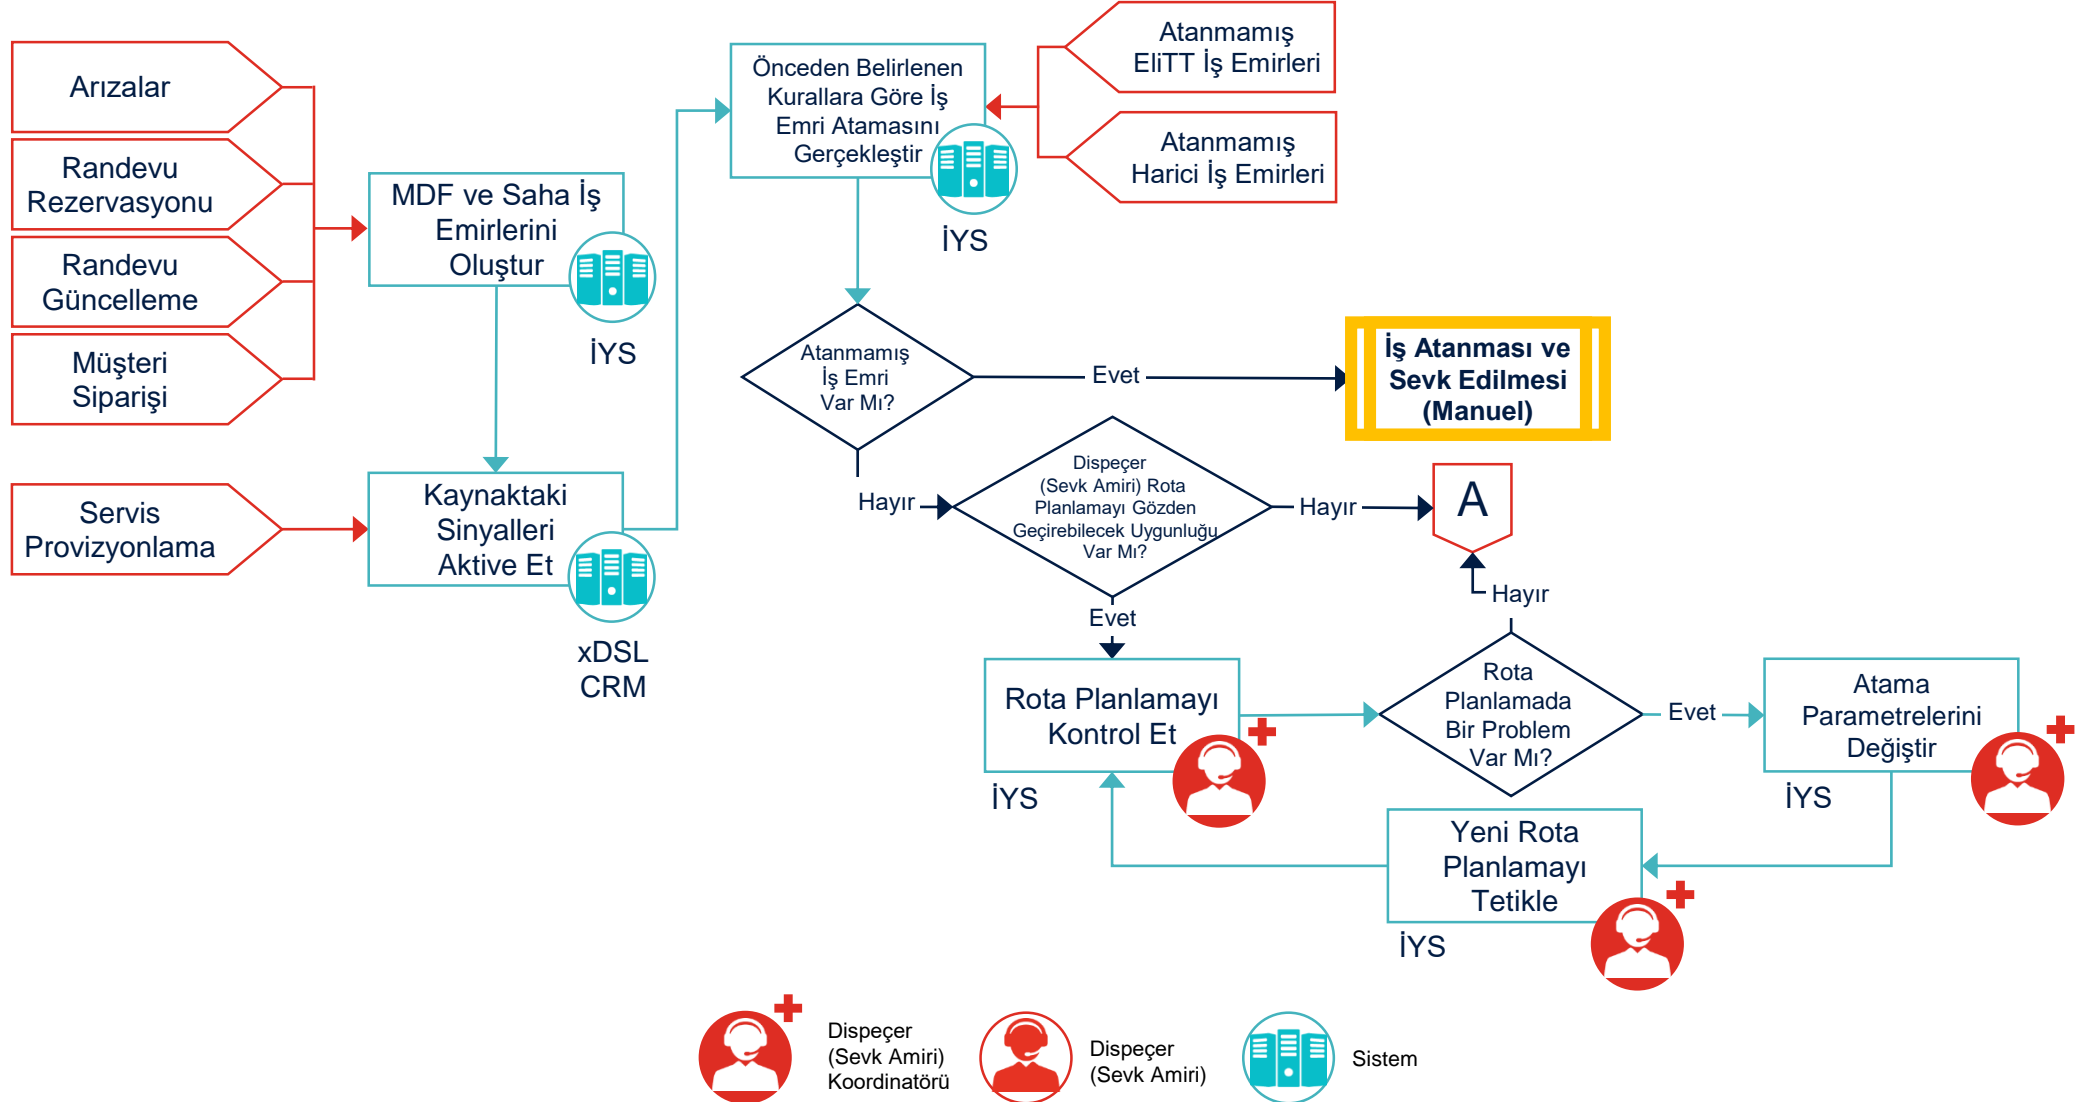 Arızalar
Randevu
Rezervasyonu
Randevu
Güncelleme
Müşteri
Siparişi
Servis
Provizyonlama
MDF ve Saha İş
Emirlerini
Oluştur
İYS
Kaynaktaki
Sinyalleri
Aktive Et
xDSL
CRM
Önceden Belirlenen
Kurallara Göre İş
Emri Atamasını
Gerçekleştir
İYS
Atanmamış
EliTT İş Emirleri
Atanmamış
Harici İş Emirleri
Atanmamış
İş Emri
Var Mı?
Evet
İş Atanması ve
Sevk Edilmesi
(Manuel)
Hayır
Dispeçer
(Sevk Amiri) Rota
Planlamayı Gözden
Geçirebilecek Uygunluğu
Var Mı?
Hayır
A
Evet
Hayır
Rota Planlamayı
Kontrol Et
İYS
Rota
Planlamada
Bir Problem
Var Mı?
Evet
Atama
Parametrelerini
Değiştir
İYS
Yeni Rota
Planlamayı
Tetikle
İYS
Dispeçer
(Sevk Amiri)
Koordinatörü
Dispeçer
(Sevk Amiri)
Sistem